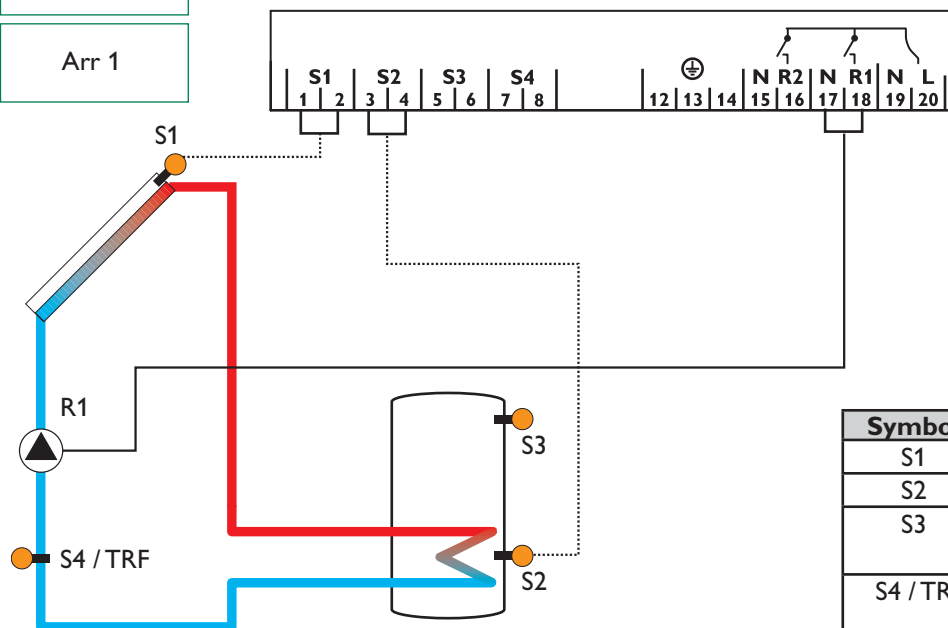 Arr 1
S1 S2 S3 S4 N R2 N R1 N L
1 2 3 4 5 6 7 8 12 13 14 15 16 17 18 19 20
S1
R1
S3
S4 / TRF
S2
Symbo
S1
S2
S3
S4 / TR